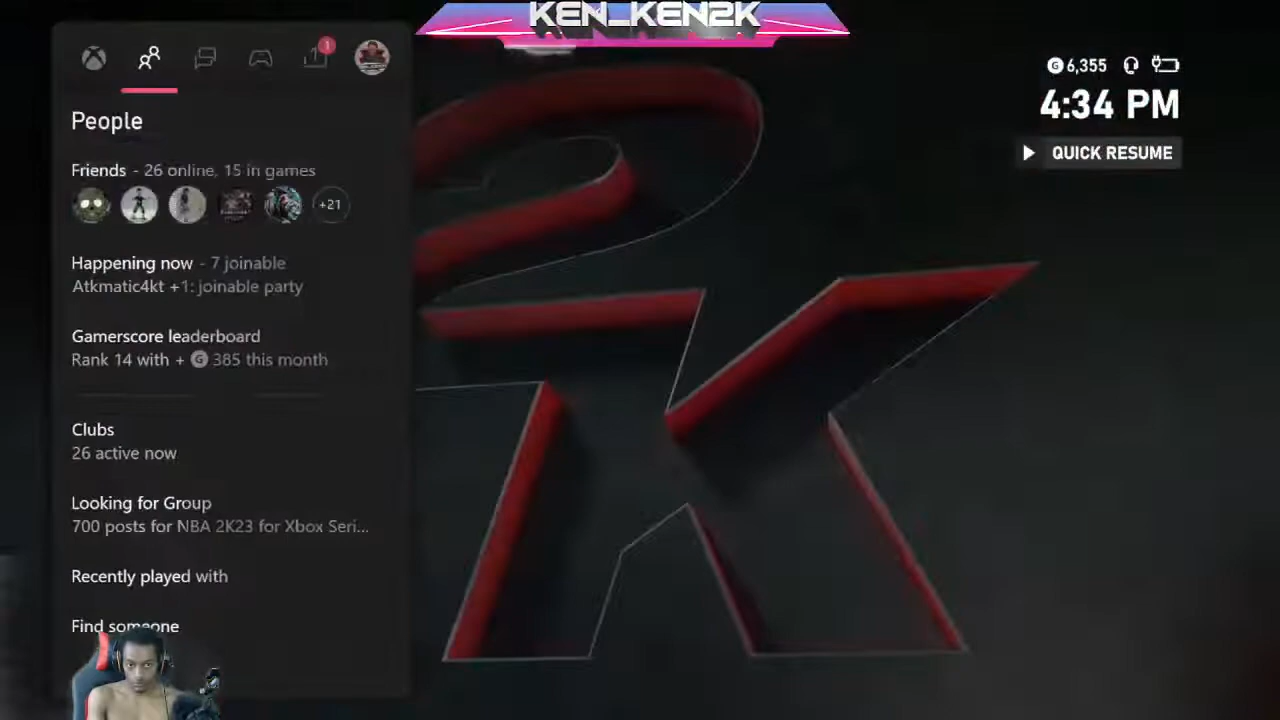 KEN_KEN2K
1
G 6,355
4:34 PM
QUICK RESUME
People
Friends - 26 online, 15 in games
+21
Happening now - 7 joinable
Atkmatic4kt +1: joinable party
Gamerscore leaderboard
Rank 14 with + G 385 this month
Clubs
26 active now
Looking for Group
700 posts for NBA 2K23 for Xbox Seri...
Recently played with
Find someone
2K